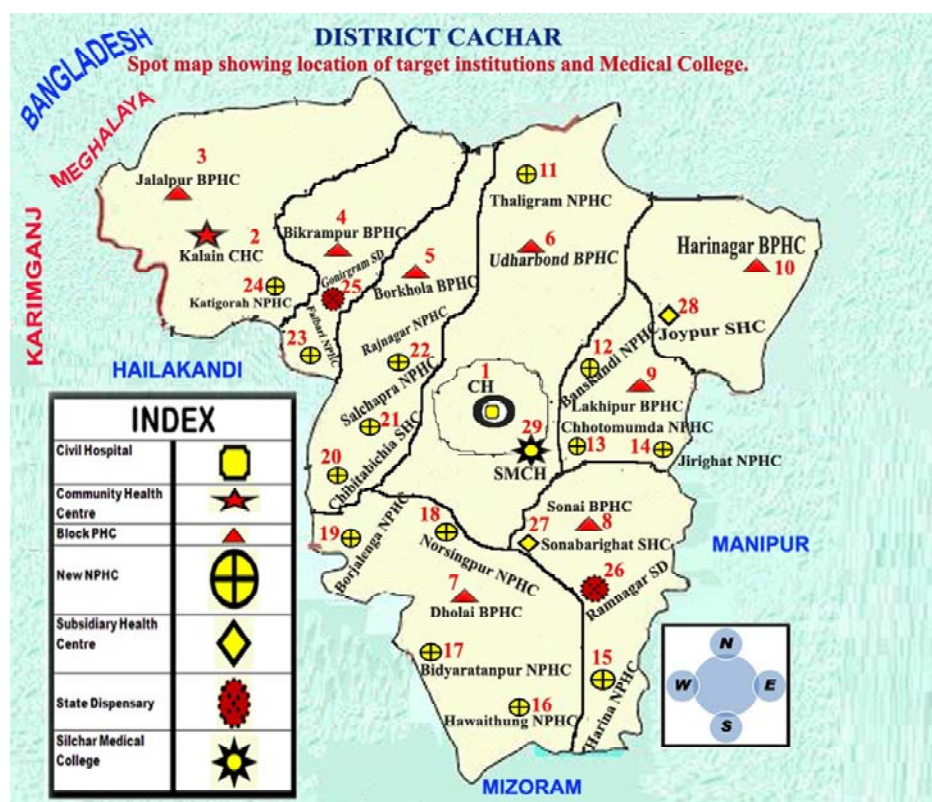 DISTRICT CACHAR
Spot map showing location of target institutions and Medical College.
BANGLADESH
MEGHALAYA
KARIMGANJ
HAILAKANDI
MANIPUR
MIZORAM
3
Jalalpur BPHC
2
Kalain CHC
24
Katigorah NPHC
4
Bikrampur BPHC
Gonirgram SD
25
23
Falbari NPHC
5
Borkhola BPHC
Rajnagar NPHC
22
Salchapra NPHC
21
Chibitabichia SHC
20
11
Thaligram NPHC
6
Udharbond BPHC
Harinagar BPHC
10
28
Joypur SHC
12
Banskandi NPHC
9
Lakhipur BPHC
Chhotomumda NPHC
13
14
Jirighat NPHC
1
CH
29
SMCH
19
Borjalenga NPHC
18
Norsingpur NPHC
Sonai BPHC
8
27
Sonabarighat SHC
26
Ramnagar SD
7
Dholai BPHC
17
Bidyaratanpur NPHC
16
Hawaithung NPHC
15
Harina NPHC
INDEX
Civil Hospital
Community Health
Centre
Block PHC
New NPHC
Subsidiary Health
Centre
State Dispensary
Silchar Medical
College
N
W
E
S